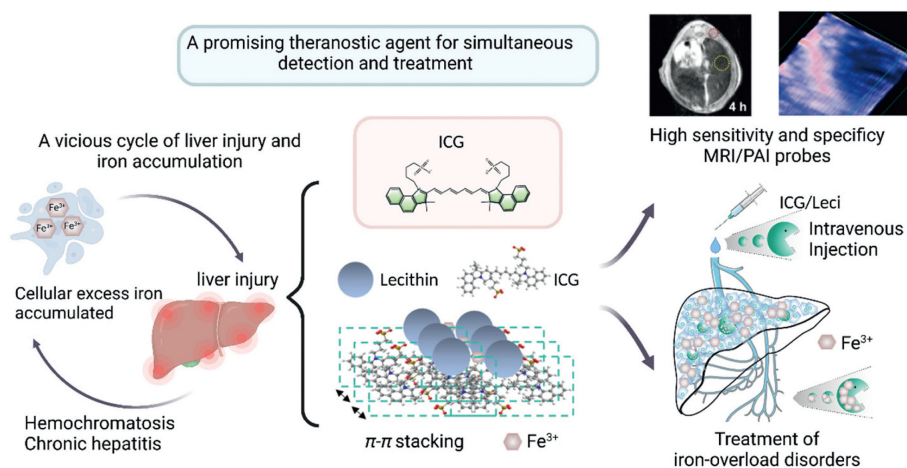 A promising theranostic agent for simultaneous
detection and treatment
A vicious cycle of liver injury and
iron accumulation
Fe³⁺
Fe³⁺
Fe³⁺
liver injury
Cellular excess iron
accumulated
Hemochromatosis
Chronic hepatitis
ICG
Lecithin
ICG
π-π stacking
Fe³⁺
4 h
High sensitivity and specificy
MRI/PAI probes
ICG/Leci
Intravenous
Injection
Fe³⁺
Treatment of
iron-overload disorders